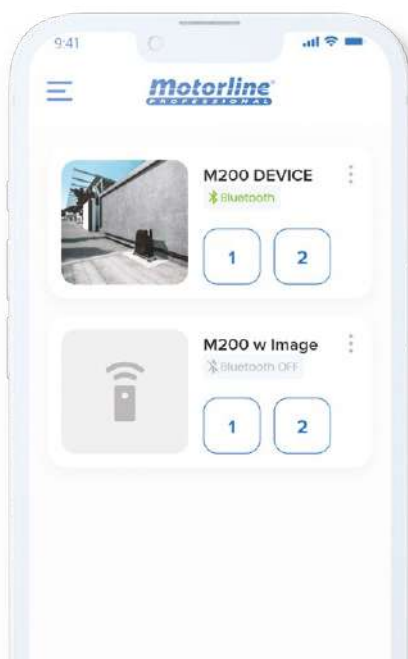 9:41
Motorline®
PROFESSIONAL
M200 DEVICE
Bluetooth
1 2
M200 w Image
Bluetooth OFF
1 2